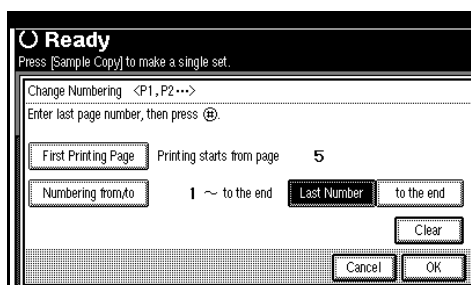 Ready
Press [Sample Copy] to make a single set.
Change Numbering <P1,P2···>
Enter last page number, then press ⌗.
First Printing Page Printing starts from page 5
Numbering from/to 1 ~ to the end Last Number to the end
Clear
Cancel OK